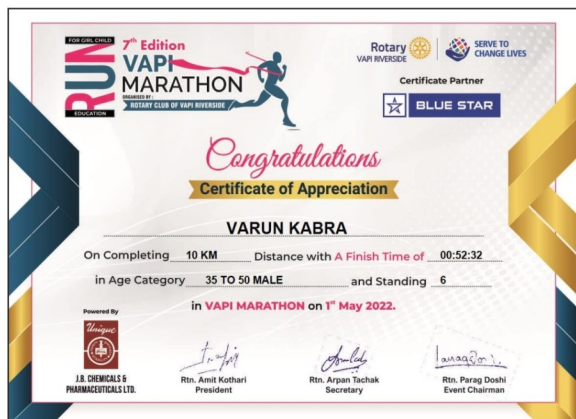 FOR GIRL CHILD
RUN
EDUCATION
7th Edition
VAPI
MARATHON
ORGANISED BY :
ROTARY CLUB OF VAPI RIVERSIDE
Rotary
VAPI RIVERSIDE
SERVE TO
CHANGE LIVES
Certificate Partner
BLUE STAR
Congratulations
Certificate of Appreciation
VARUN KABRA
On Completing 10 KM Distance with A Finish Time of 00:52:32
in Age Category 35 TO 50 MALE and Standing 6
in VAPI MARATHON on 1st May 2022.
Powered By
Unique
J.B. CHEMICALS &
PHARMACEUTICALS LTD.
Rtn. Amit Kothari
President
Rtn. Arpan Tachak
Secretary
Rtn. Parag Doshi
Event Chairman